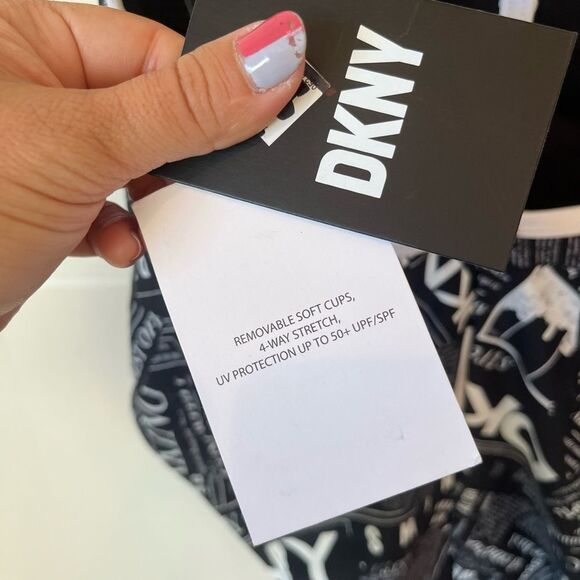 DKNY
REMOVABLE SOFT CUPS,
4-WAY STRETCH,
UV PROTECTION UP TO 50+ UPF/SPF